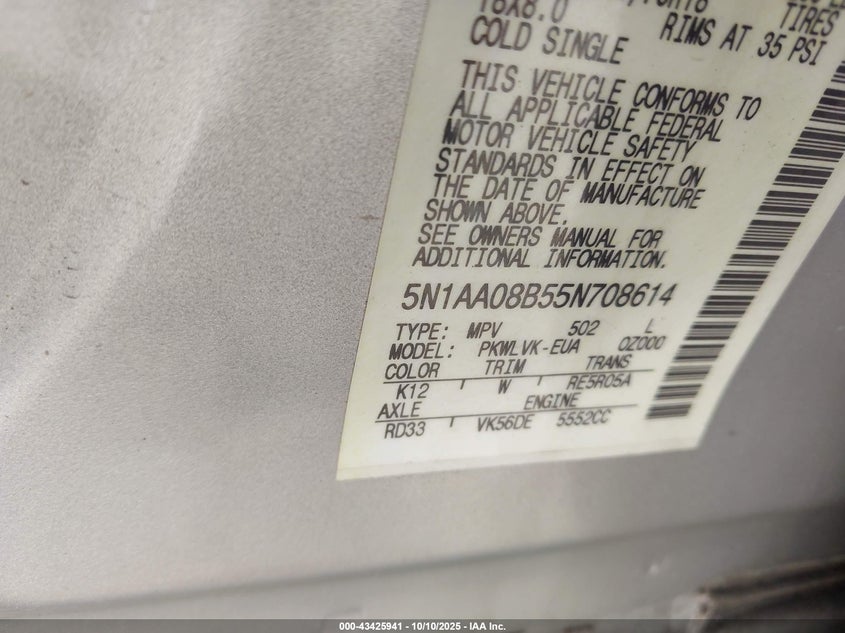 18X8.0
TIRES
COLD SINGLE RIMS AT 35 PSI
THIS VEHICLE CONFORMS TO
ALL APPLICABLE FEDERAL
MOTOR VEHICLE SAFETY
STANDARDS IN EFFECT ON
THE DATE OF MANUFACTURE
SHOWN ABOVE.
SEE OWNERS MANUAL FOR
ADDITIONAL INFORMATION.
5N1AA08B55N708614
TYPE: MPV 502 L
MODEL: PKWLVK-EUA 0Z000
COLOR TRIM TRANS
K12 ' W ' RE5R05A
AXLE ENGINE
RD33 ' VK56DE 5552CC
000-43425941 - 10/10/2025 - IAA Inc.